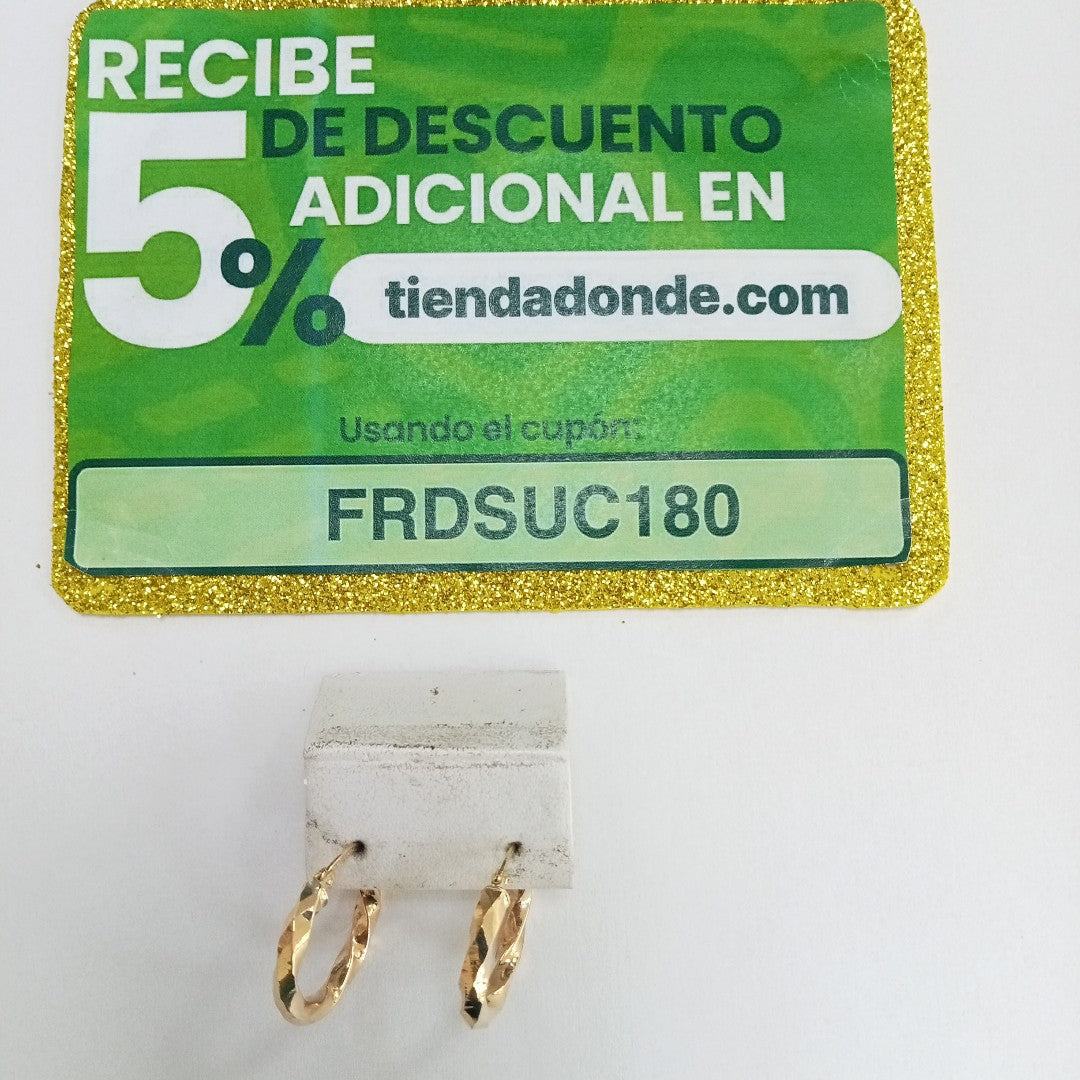 RECIBE
5% DE DESCUENTO
ADICIONAL EN
tiendadonde.com
Usando el cupón:
FRDSUC180